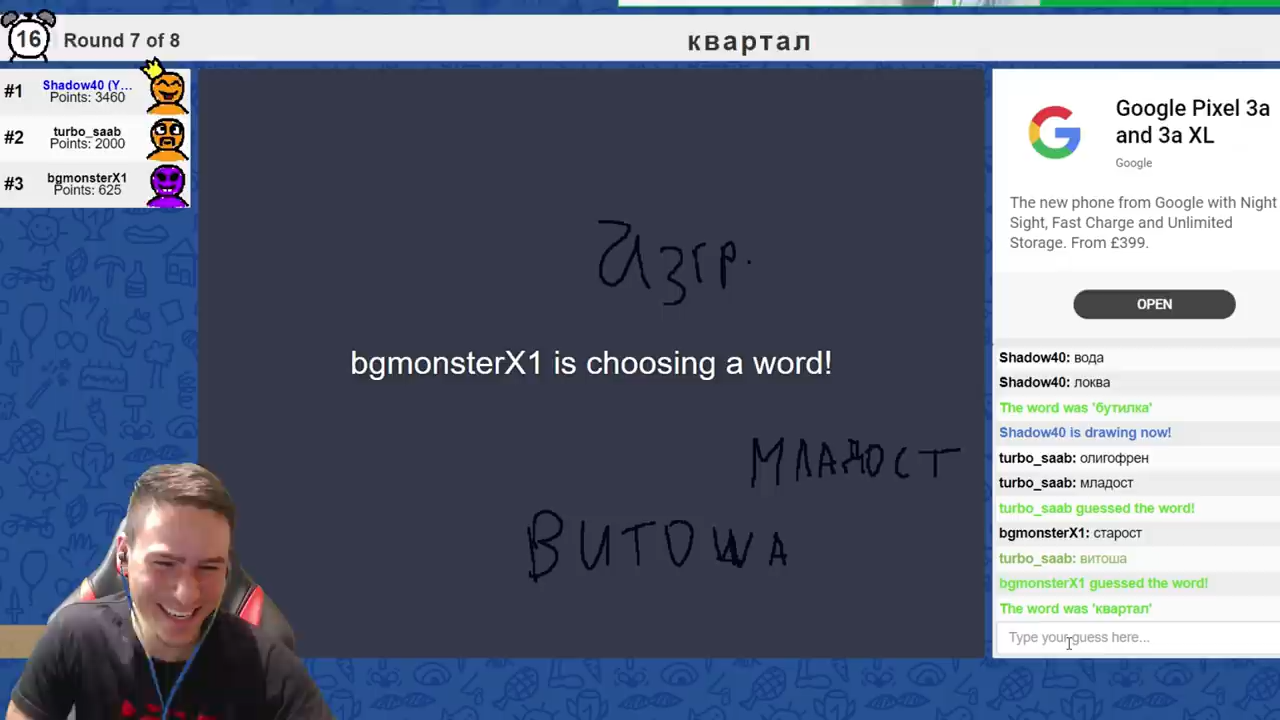 16
Round 7 of 8
квартал
#1
Shadow40 (Y...
Points: 3460
#2
turbo_saab
Points: 2000
#3
bgmonsterX1
Points: 625
Изгр.
bgmonsterX1 is choosing a word!
МЛАДОСТ
ВИТОША
Google Pixel 3a
and 3a XL
Google
The new phone from Google with Night
Sight, Fast Charge and Unlimited
Storage. From £399.
OPEN
Shadow40: вода
Shadow40: локва
The word was 'бутилка'
Shadow40 is drawing now!
turbo_saab: олигофрен
turbo_saab: младост
turbo_saab guessed the word!
bgmonsterX1: старост
turbo_saab: витоша
bgmonsterX1 guessed the word!
The word was 'квартал'
Type your guess here...